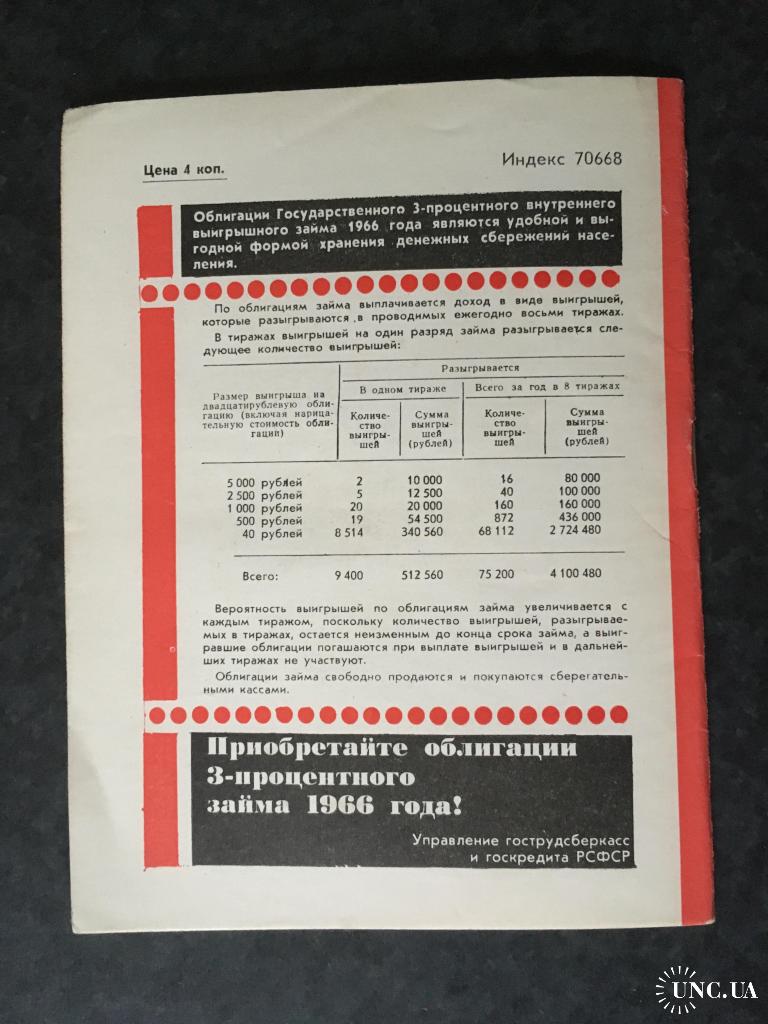 Цена 4 коп.
Индекс 70668
Облигации Государственного 3-процентного внутреннего
выигрышного займа 1966 года являются удобной и вы-
годной формой хранения денежных сбережений насе-
ления.
По облигациям займа выплачивается доход в виде выигрышей,
которые разыгрываются в проводимых ежегодно восьми тиражах.
В тиражах выигрышей на один разряд займа разыгрывается сле-
дующее количество выигрышей:
Размер выигрыша на
двадцатирублевую обли-
гацию (включая нарица-
тельную стоимость обли-
гаций)
Разыгрывается
В одном тираже
Всего за год в 8 тиражах
Количе-
ство
выигры-
шей
Сумма
выигры-
шей
(рублей)
Количе-
ство
выигры-
шей
Сумма
выигры-
шей
(рублей)
5 000 рублей 2 10 000 16 80 000
2 500 рублей 5 12 500 40 100 000
1 000 рублей 20 20 000 160 160 000
500 рублей 19 54 500 872 436 000
40 рублей 8 514 340 560 68 112 2 724 480
Всего: 9 400 512 560 75 200 4 100 480
Вероятность выигрышей по облигациям займа увеличивается с
каждым тиражом, поскольку количество выигрышей, разыгрывае-
мых в тиражах, остается неизменным до конца срока займа, а выиг-
равшие облигации погашаются при выплате выигрышей и в дальней-
ших тиражах не участвуют.
Облигации займа свободно продаются и покупаются сберегатель-
ными кассами.
Приобретайте облигации
3-процентного
займа 1966 года!
Управление гострудсберкасс
и госкредита РСФСР
UNC.UA